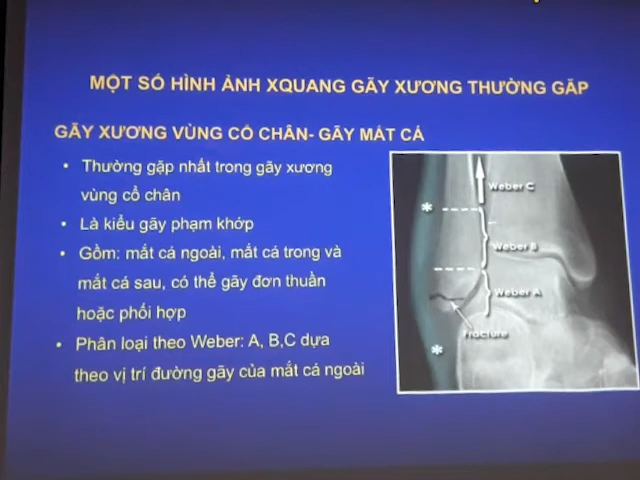 MỘT SỐ HÌNH ẢNH XQUANG GÃY XƯƠNG THƯỜNG GẶP
GÃY XƯƠNG VÙNG CỔ CHÂN- GÃY MẮT CÁ
• Thường gặp nhất trong gãy xương
vùng cổ chân
• Là kiểu gãy phạm khớp
• Gồm: mắt cá ngoài, mắt cá trong và
mắt cá sau, có thể gãy đơn thuần
hoặc phối hợp
• Phân loại theo Weber: A, B,C dựa
theo vị trí đường gãy của mắt cá ngoài
Weber C
*
Weber B
Weber A
Fracture
*